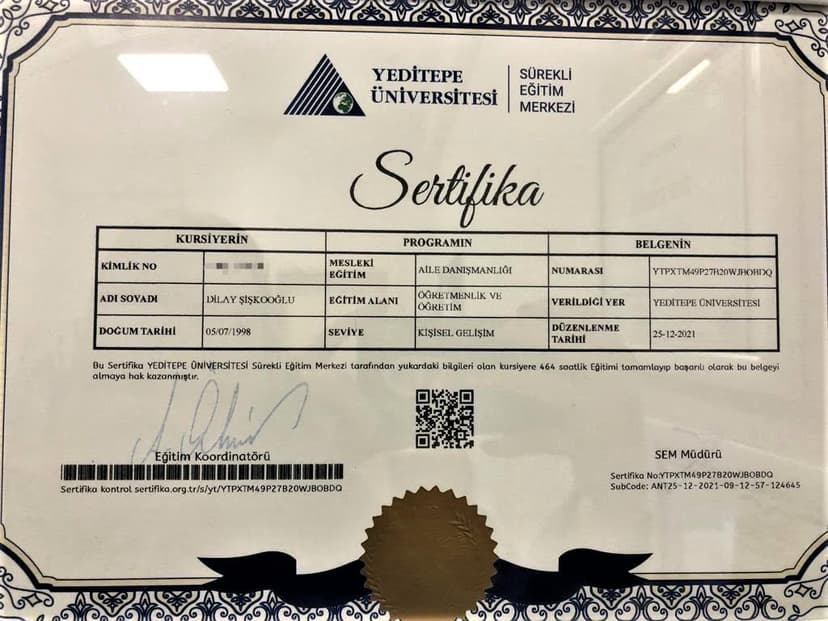 YEDİTEPE
ÜNİVERSİTESİ
SÜREKLİ
EĞİTİM
MERKEZİ
Sertifika
KURSİYERİN PROGRAMIN BELGENİN
KİMLİK NO MESLEKİ EĞİTİM AİLE DANIŞMANLIĞI NUMARASI YTPXTM49P27B20WJBOBDQ
ADI SOYADI DİLAY ŞİŞKOOĞLU EĞİTİM ALANI ÖĞRETMENLİK VE ÖĞRETİM VERİLDİĞİ YER YEDİTEPE ÜNİVERSİTESİ
DOĞUM TARİHİ 05/07/1998 SEVİYE KİŞİSEL GELİŞİM DÜZENLENME TARİHİ 25-12-2021
Bu Sertifika YEDİTEPE ÜNİVERSİTESİ Sürekli Eğitim Merkezi tarafından yukardaki bilgileri olan kursiyere 464 saatlik Eğitimi tamamlayıp başarılı olarak bu belgeyi
almaya hak kazanmıştır.
Eğitim Koordinatörü
Sertifika kontrol sertifika.org.tr/s/yt/YTPXTM49P27B20WJBOBDQ
SEM Müdürü
Sertifika No:YTPXTM49P27B20WJBOBDQ
SubCode: ANT25-12-2021-09-12-57-124645